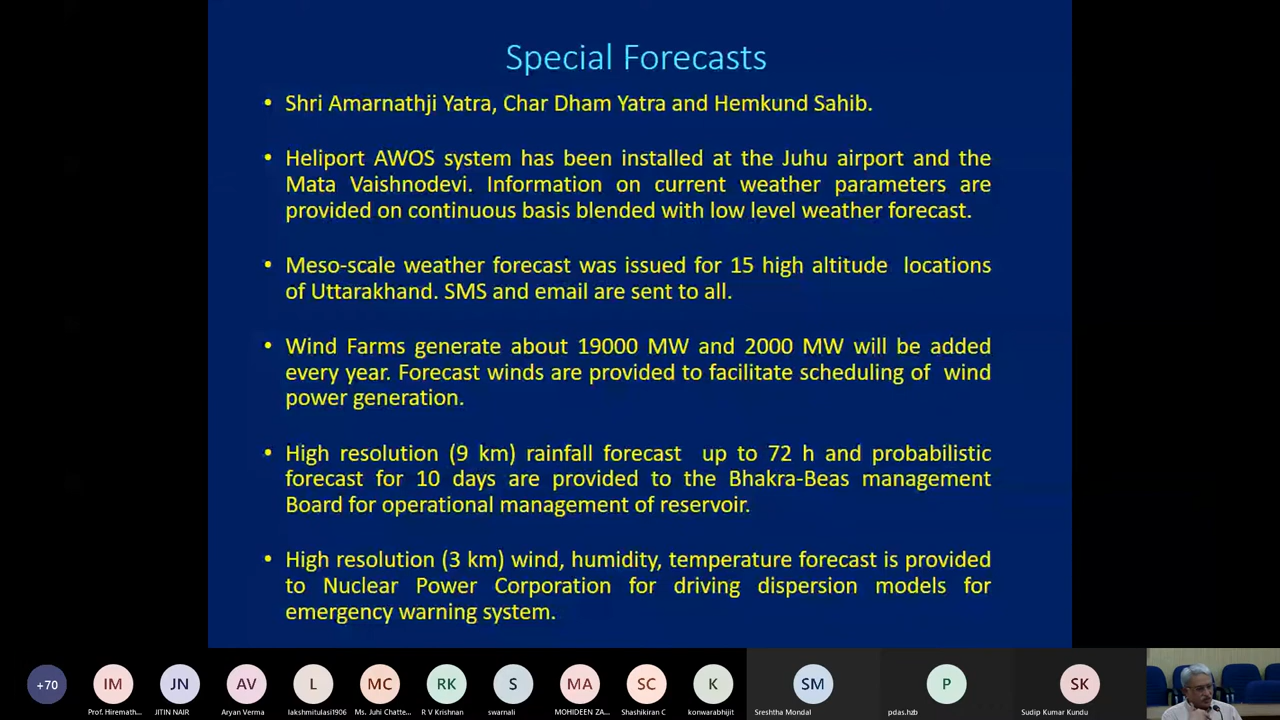 Special Forecasts
• Shri Amarnathji Yatra, Char Dham Yatra and Hemkund Sahib.
• Heliport AWOS system has been installed at the Juhu airport and the
Mata Vaishnodevi. Information on current weather parameters are
provided on continuous basis blended with low level weather forecast.
• Meso-scale weather forecast was issued for 15 high altitude locations
of Uttarakhand. SMS and email are sent to all.
• Wind Farms generate about 19000 MW and 2000 MW will be added
every year. Forecast winds are provided to facilitate scheduling of wind
power generation.
• High resolution (9 km) rainfall forecast up to 72 h and probabilistic
forecast for 10 days are provided to the Bhakra-Beas management
Board for operational management of reservoir.
• High resolution (3 km) wind, humidity, temperature forecast is provided
to Nuclear Power Corporation for driving dispersion models for
emergency warning system.
+70 IM JN AV L MC RK S MA SC K SM P SK
Prof. Hiremath... JITIN NAIR Aryan Verma lakshmitulasi1906 Ms. Juhi Chatte... R V Krishnan swarnali MOHIDEEN ZA... Shashikiran C konwarabhijit Sreshtha Mondal pdas.hzb Sudip Kumar Kundu